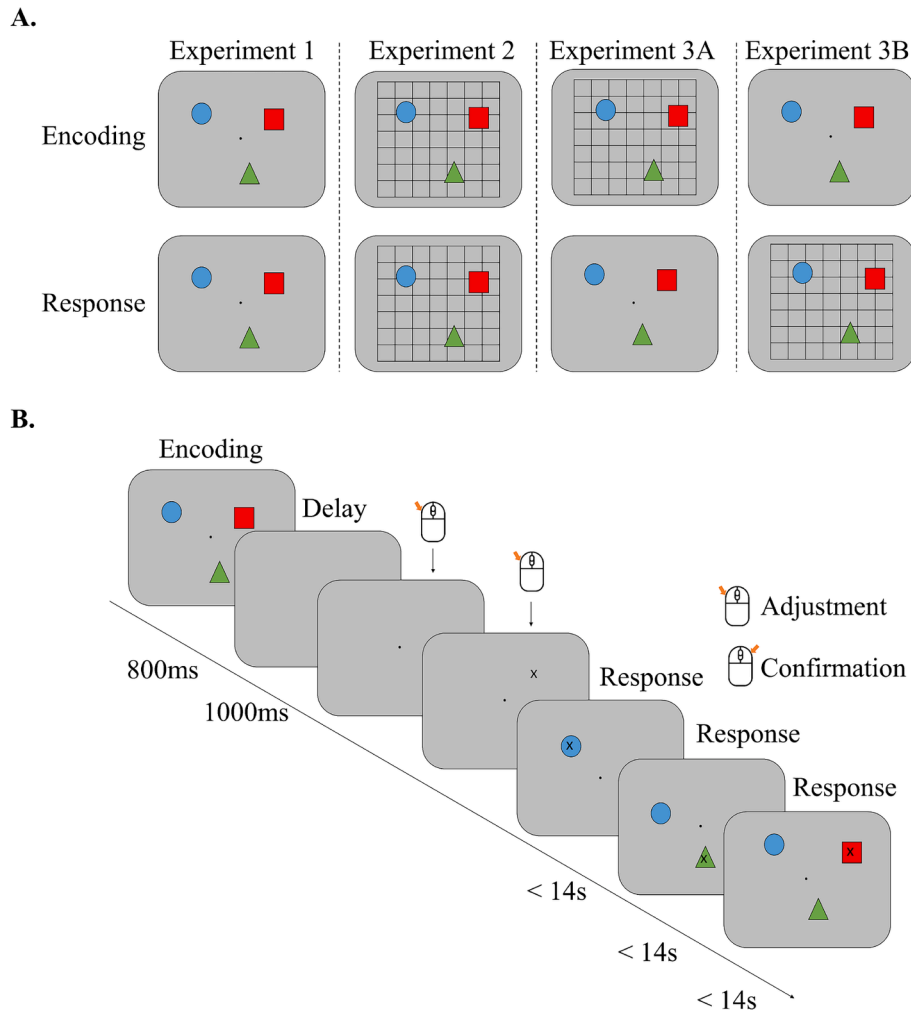 A.
Experiment 1
Experiment 2
Experiment 3A
Experiment 3B
Encoding
Response
B.
Encoding
Delay
Adjustment
Confirmation
x
Response
x
Response
x
Response
x
800ms
1000ms
< 14s
< 14s
< 14s